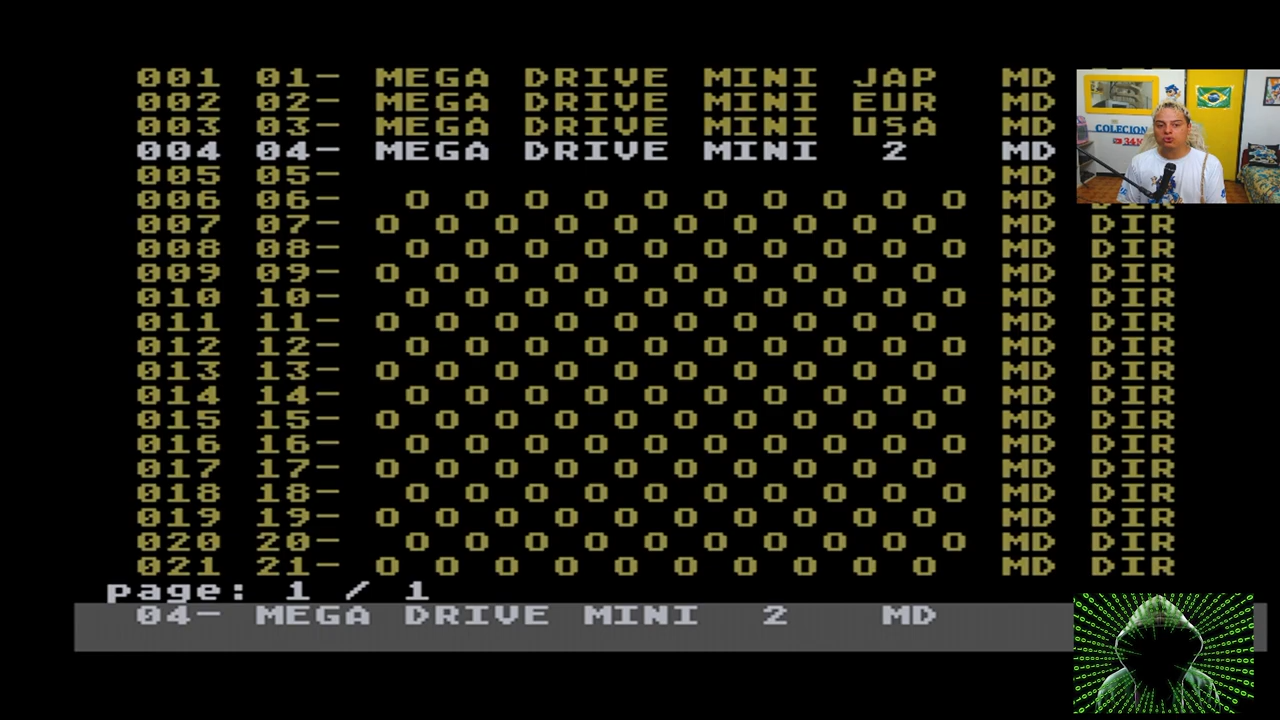 001 01- MEGA DRIVE MINI JAP MD
002 02- MEGA DRIVE MINI EUR MD
003 03- MEGA DRIVE MINI USA MD
004 04- MEGA DRIVE MINI 2 MD
005 05- MD
006 06- O O O O O O O O O O MD DIR
007 07- O O O O O O O O O O MD DIR
008 08- O O O O O O O O O O MD DIR
009 09- O O O O O O O O O O MD DIR
010 10- O O O O O O O O O O MD DIR
011 11- O O O O O O O O O O MD DIR
012 12- O O O O O O O O O O MD DIR
013 13- O O O O O O O O O O MD DIR
014 14- O O O O O O O O O O MD DIR
015 15- O O O O O O O O O O MD DIR
016 16- O O O O O O O O O O MD DIR
017 17- O O O O O O O O O O MD DIR
018 18- O O O O O O O O O O MD DIR
019 19- O O O O O O O O O O MD DIR
020 20- O O O O O O O O O O MD DIR
021 21- O O O O O O O O O O MD DIR
page: 1 / 1
04- MEGA DRIVE MINI 2 MD
COLECION